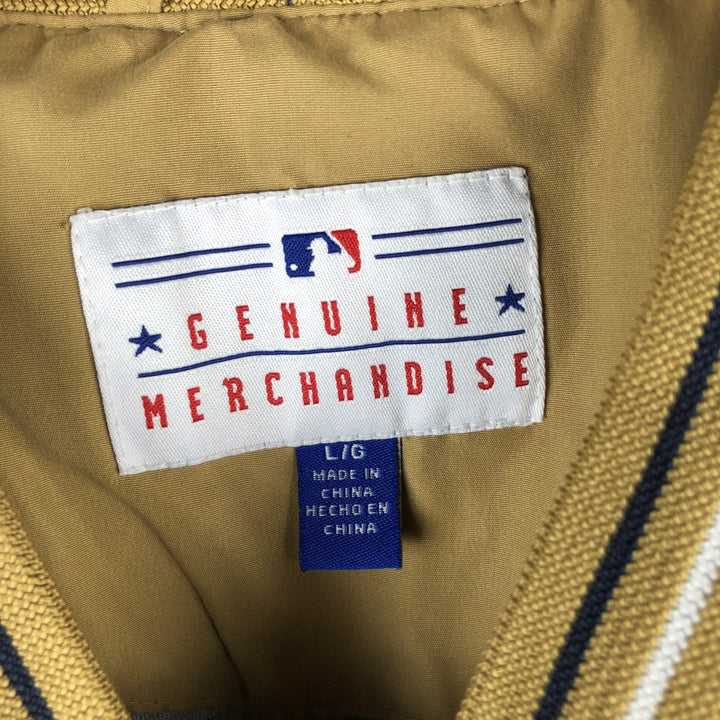 GENUINE
MERCHANDISE
L/G
MADE IN
CHINA
HECHO EN
CHINA